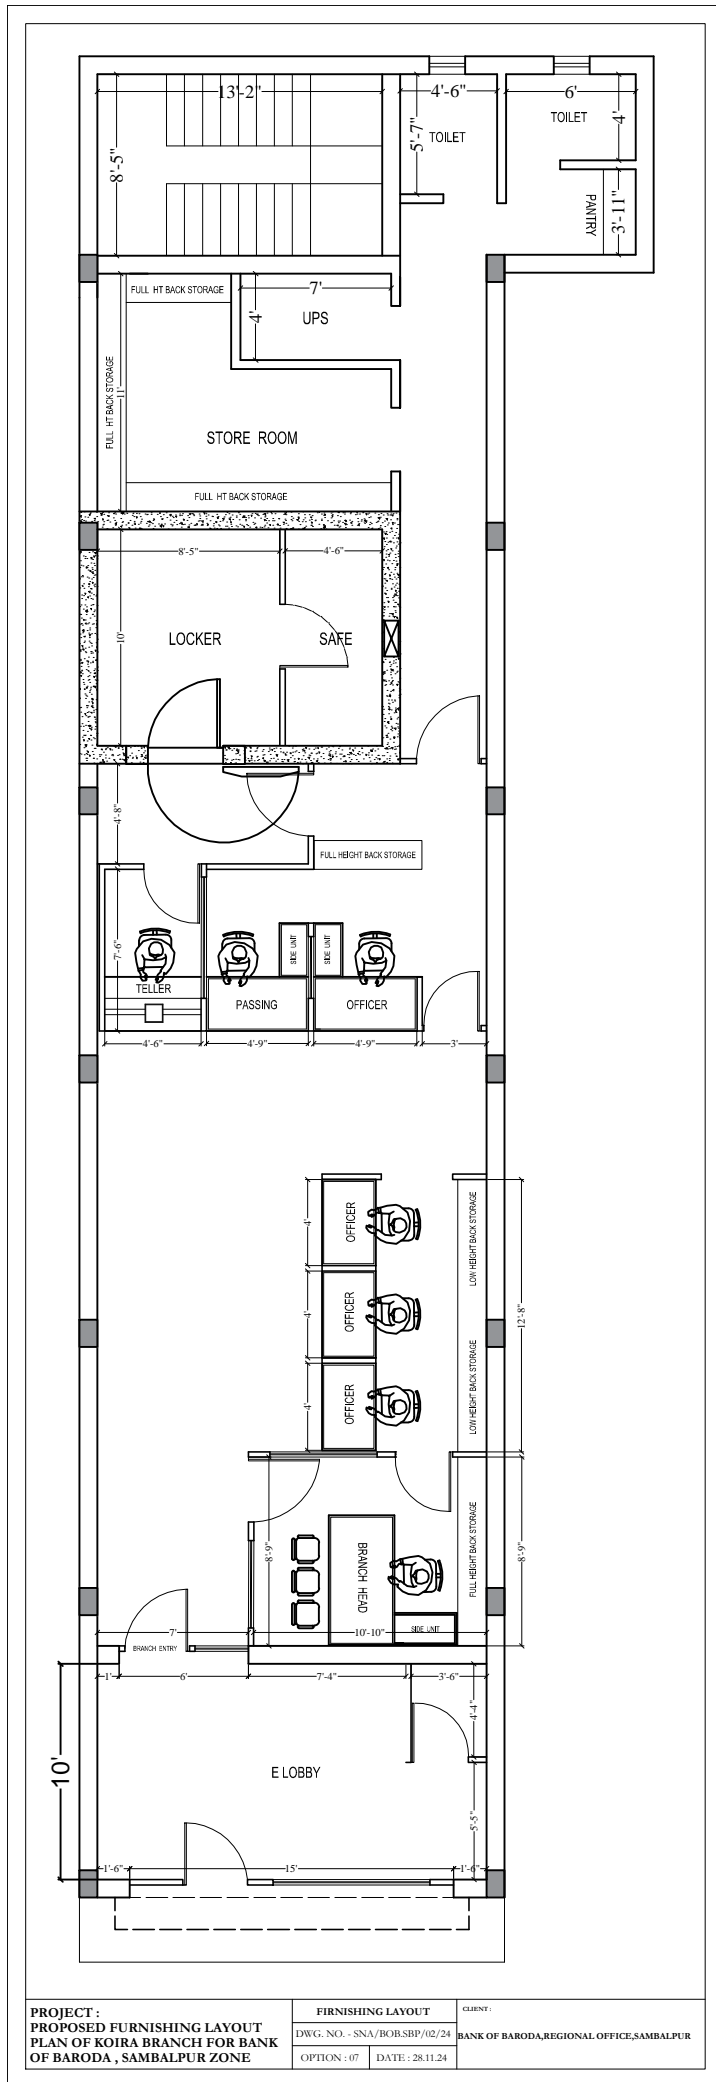 13'-2"
4'-6"
6'
TOILET
TOILET
5'-7"
4'
8'-5"
PANTRY
3'-11"
FULL HT BACK STORAGE
7'
4'
UPS
FULL HT BACK STORAGE
11'
STORE ROOM
FULL HT BACK STORAGE
8'-5"
4'-6"
10'
LOCKER
SAFE
4'-8"
FULL HEIGHT BACK STORAGE
7'-6"
SIDE UNIT
SIDE UNIT
TELLER
PASSING
OFFICER
4'-6"
4'-9"
4'-9"
3'
4'
OFFICER
LOW HEIGHT BACK STORAGE
4'
OFFICER
12'-8"
4'
OFFICER
LOW HEIGHT BACK STORAGE
8'-9"
BRANCH HEAD
FULL HEIGHT BACK STORAGE
8'-9"
SIDE UNIT
7'
10'-10"
BRANCH ENTRY
1'
6'
7'-4"
3'-6"
4'-4"
10'
E LOBBY
5'-5"
1'-6"
15'
1'-6"
PROJECT :
PROPOSED FURNISHING LAYOUT
PLAN OF KOIRA BRANCH FOR BANK
OF BARODA , SAMBALPUR ZONE
FIRNISHING LAYOUT
DWG. NO. - SNA/BOB.SBP/02/24
OPTION : 07
DATE : 28.11.24
CLIENT :
BANK OF BARODA,REGIONAL OFFICE,SAMBALPUR